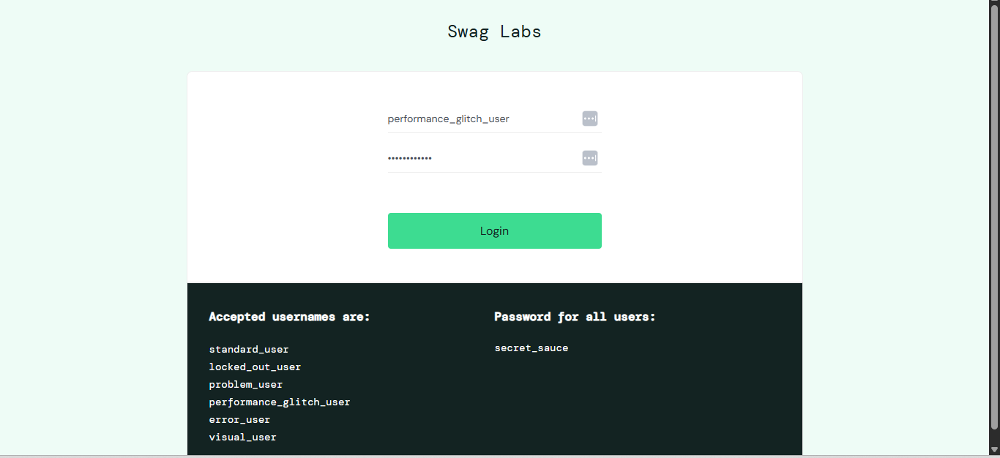 Swag Labs
performance_glitch_user
••••••••••••
Login
Accepted usernames are:
standard_user
locked_out_user
problem_user
performance_glitch_user
error_user
visual_user
Password for all users:
secret_sauce